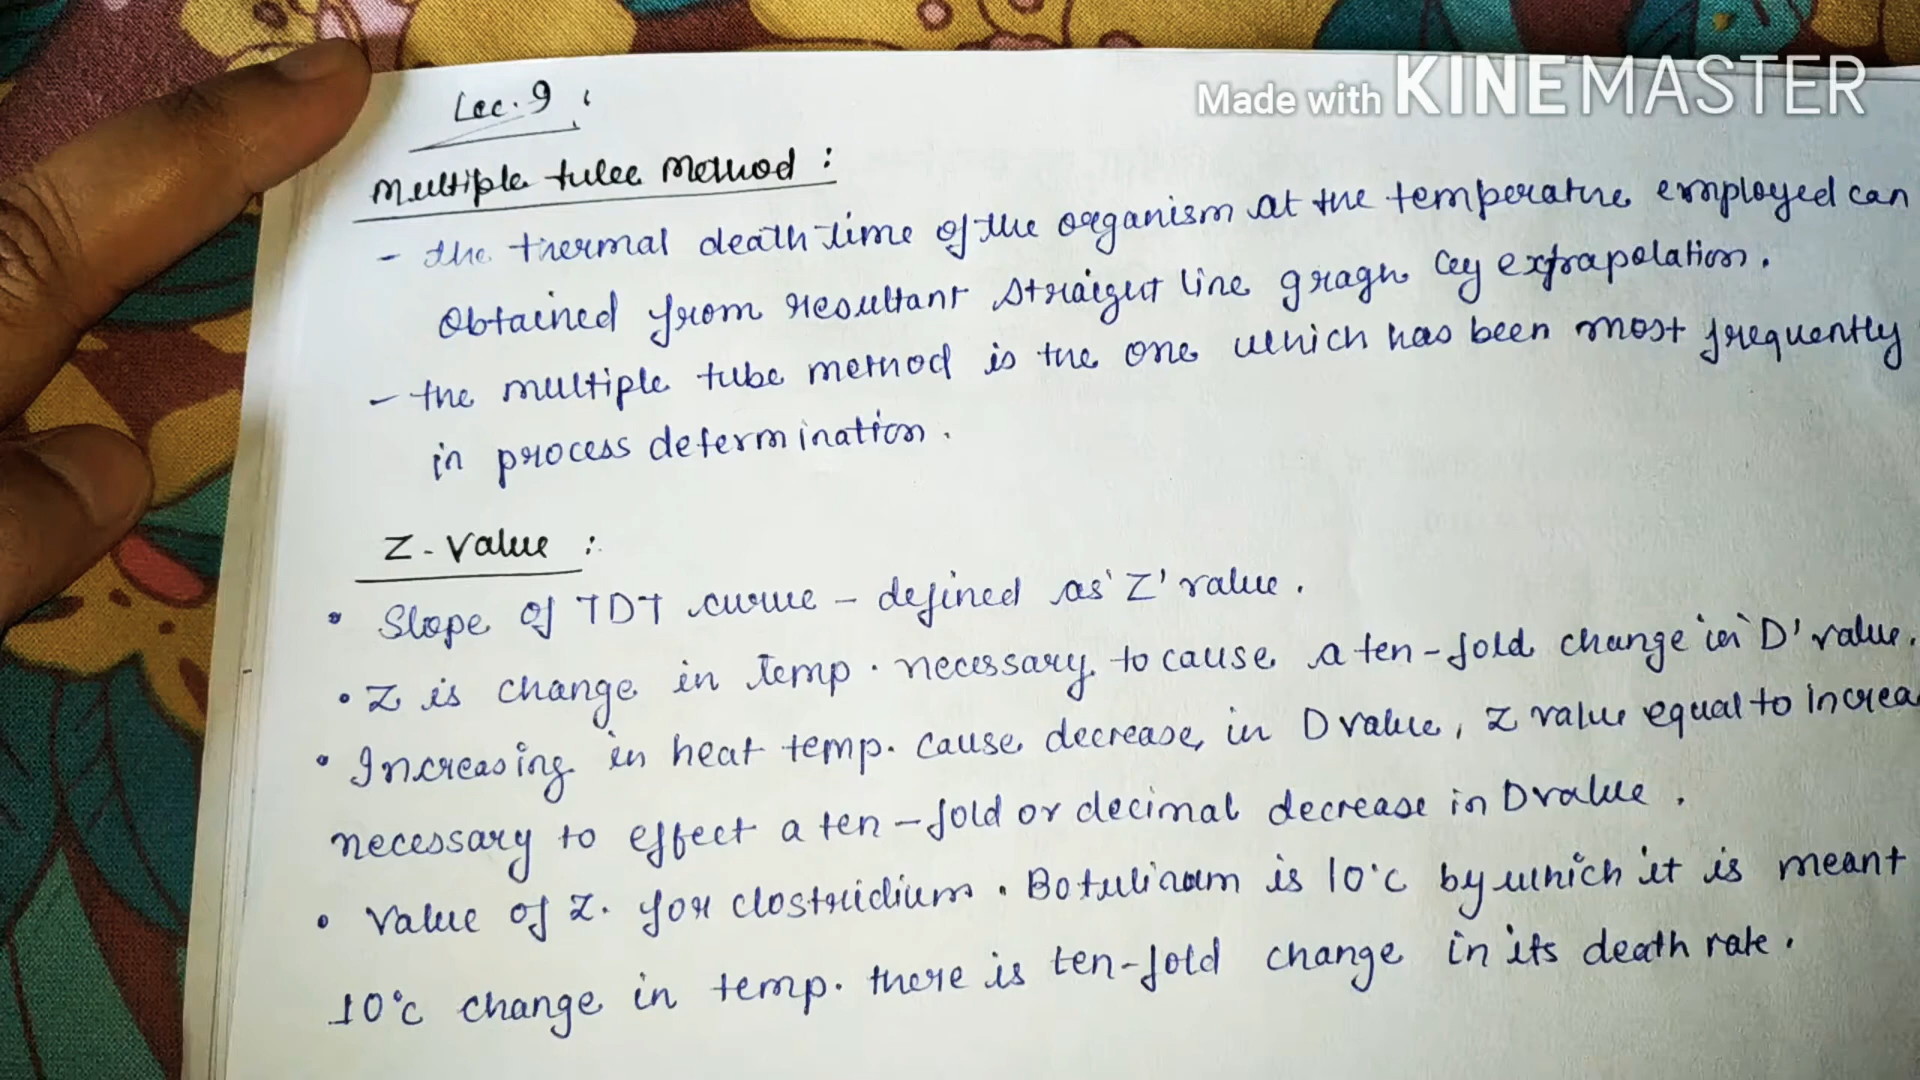 Made with KINEMASTER
Lec. 9 :
Multiple tube Method :
- the thermal death time of the organism at the temperature employed can
Obtained from resultant straight line graph by extrapolation.
- the multiple tube method is the one which has been most frequently
in process determination.
Z - Value :
• Slope of TDT curve - defined as 'Z' value.
• Z is change in temp. necessary to cause a ten-fold change in 'D' value.
• Increasing in heat temp. cause decrease in D value, Z value equal to increa
necessary to effect a ten-fold or decimal decrease in D value.
• Value of Z. for clostridium. Botulinum is 10°c by which it is meant
10°c change in temp. there is ten-fold change in its death rate.